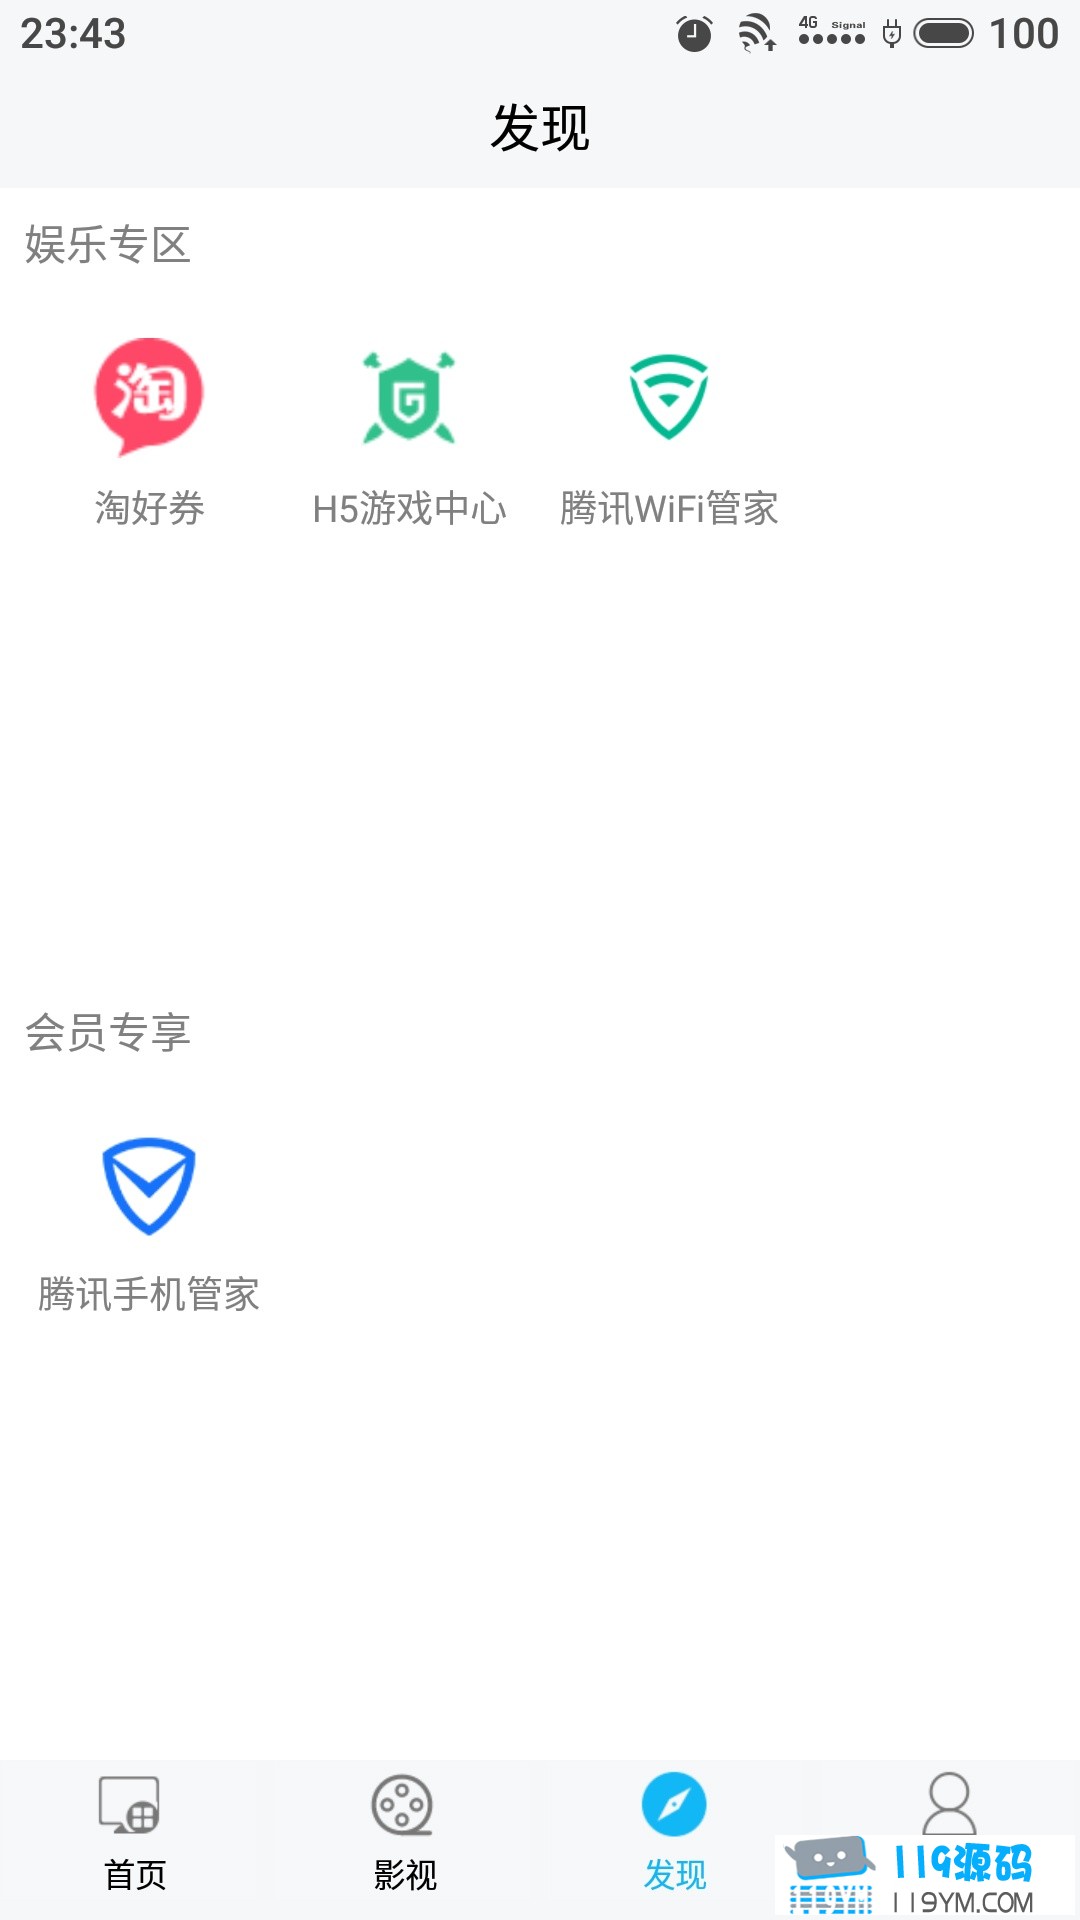 23:43 4G Signal 100
发现
娱乐专区
淘
淘好券 H5游戏中心 腾讯WiFi管家
会员专享
腾讯手机管家
首页 影视 发现
119源码
119YM
119YM.COM